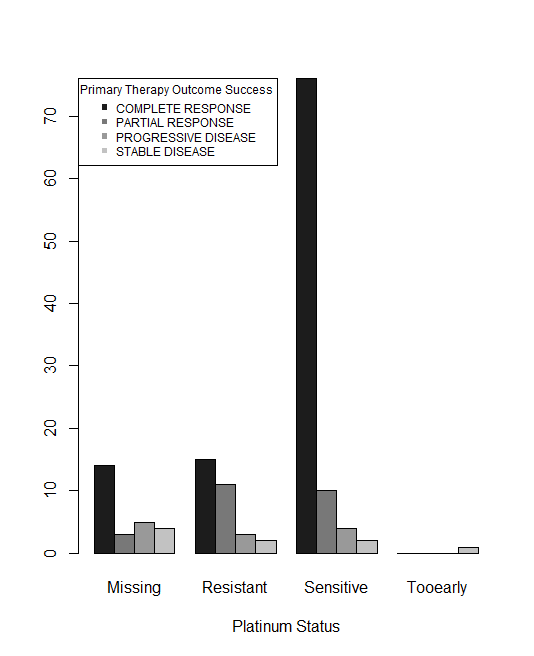 Primary Therapy Outcome Success
COMPLETE RESPONSE
PARTIAL RESPONSE
PROGRESSIVE DISEASE
STABLE DISEASE
70
60
50
40
30
20
10
0
Missing Resistant Sensitive Tooearly
Platinum Status